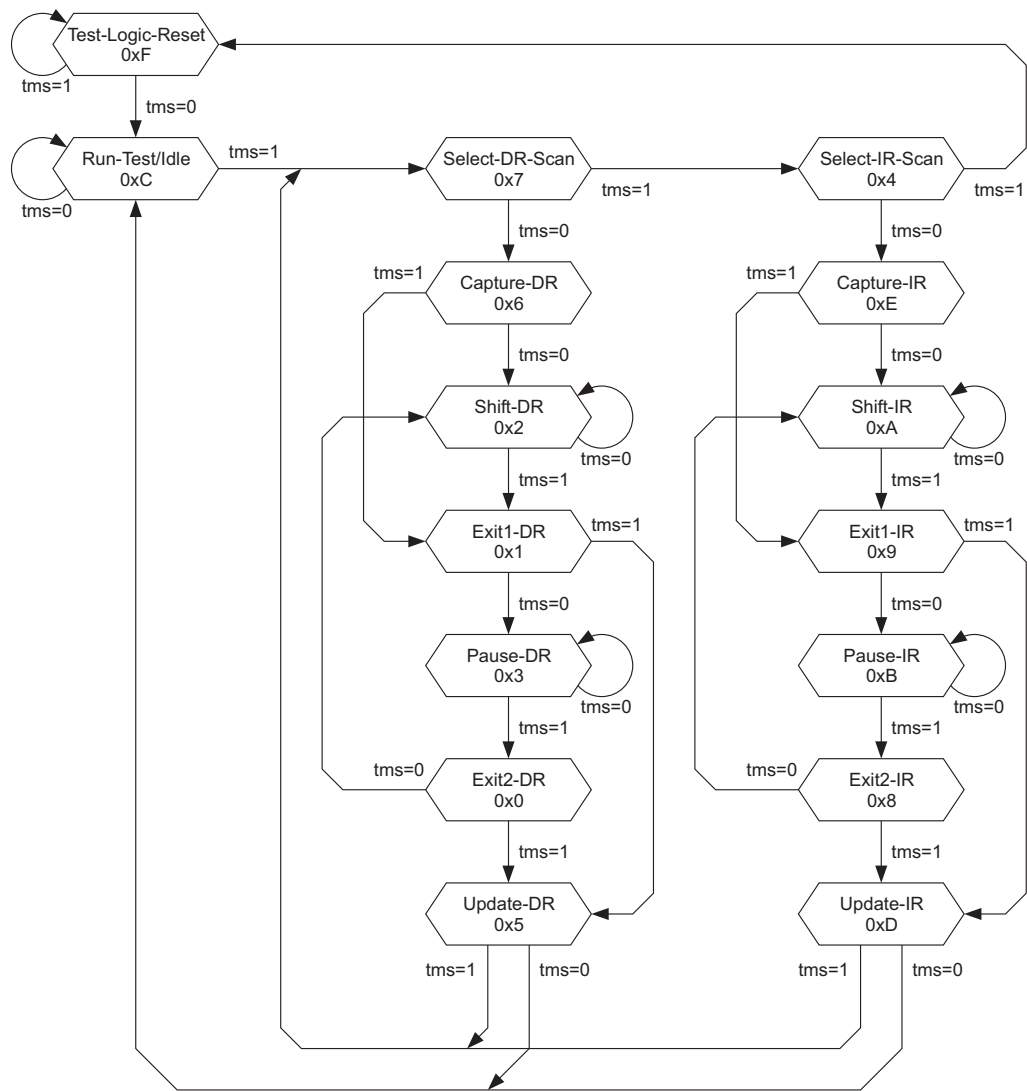 Test-Logic-Reset
0xF
tms=1
tms=0
Run-Test/Idle
0xC
tms=0
tms=1
Select-DR-Scan
0x7
tms=1
Select-IR-Scan
0x4
tms=1
tms=0
tms=0
tms=1
Capture-DR
0x6
tms=1
Capture-IR
0xE
tms=0
tms=0
Shift-DR
0x2
tms=0
Shift-IR
0xA
tms=0
tms=1
tms=1
Exit1-DR
0x1
tms=1
Exit1-IR
0x9
tms=1
tms=0
tms=0
Pause-DR
0x3
tms=0
Pause-IR
0xB
tms=0
tms=1
tms=1
tms=0
Exit2-DR
0x0
tms=0
Exit2-IR
0x8
tms=1
tms=1
Update-DR
0x5
Update-IR
0xD
tms=1
tms=0
tms=1
tms=0